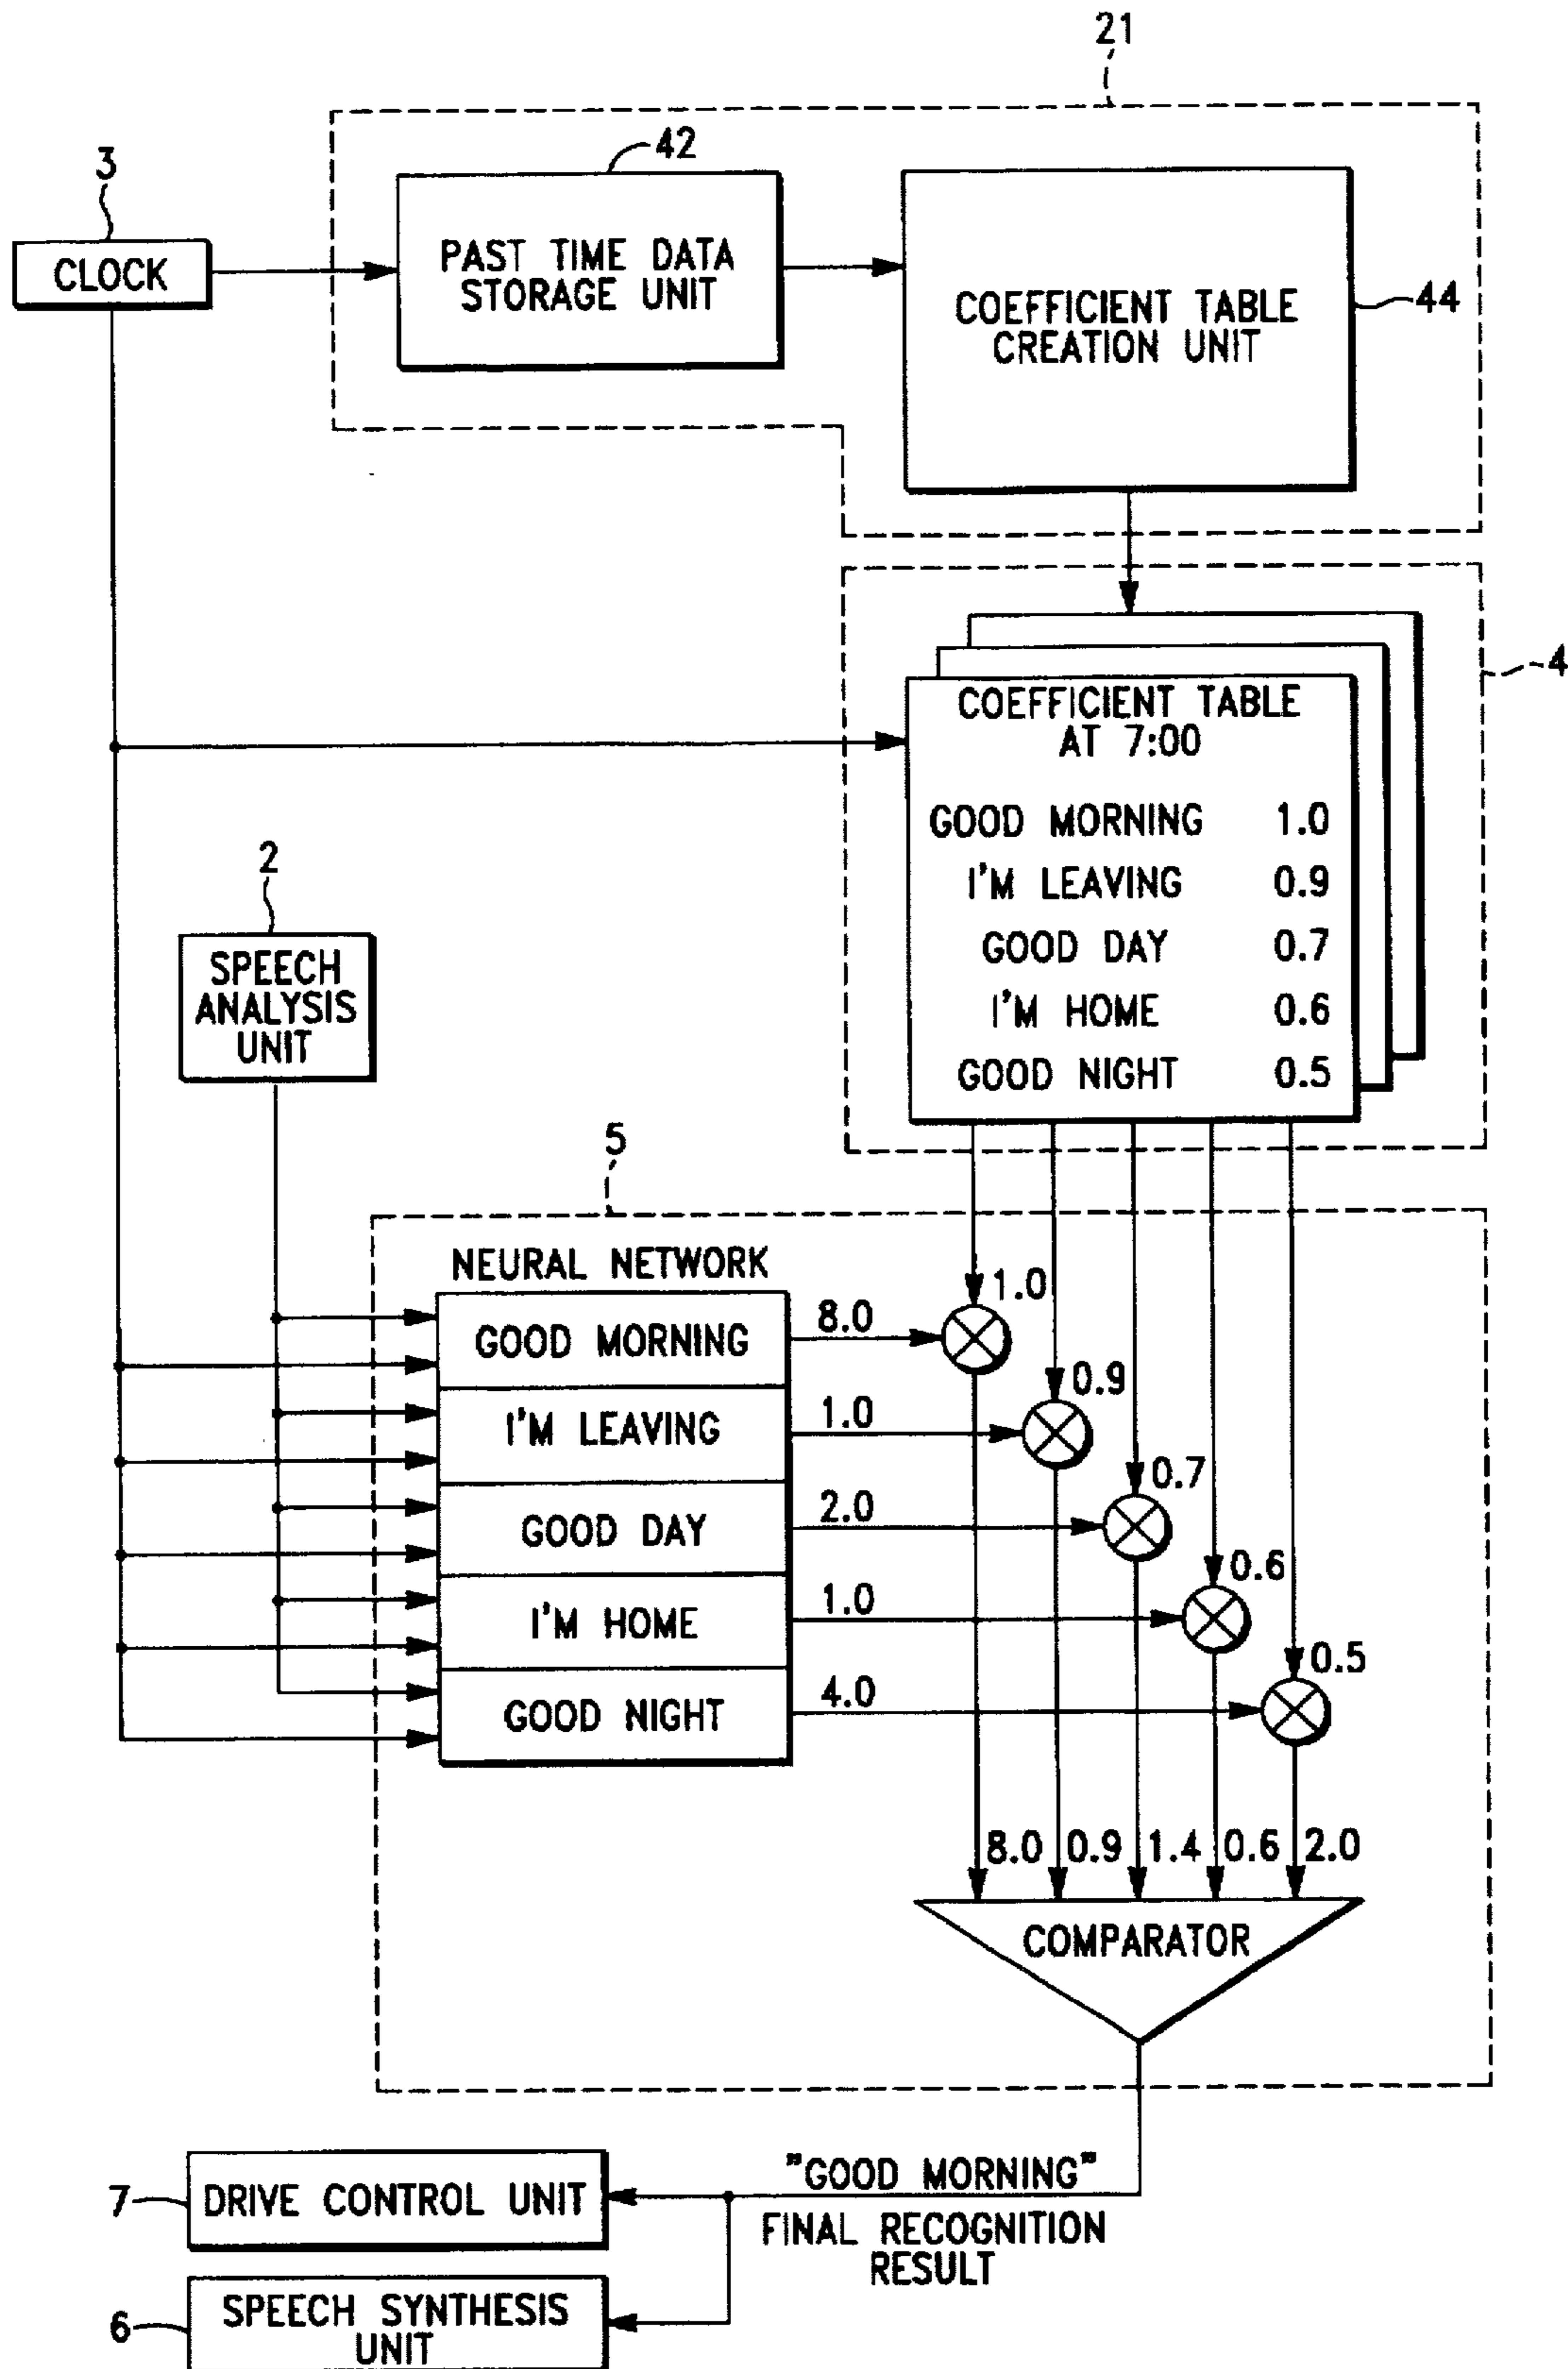 21
42
3
CLOCK
PAST TIME DATA
STORAGE UNIT
COEFFICIENT TABLE
CREATION UNIT
44
4
COEFFICIENT TABLE
AT 7:00
GOOD MORNING 1.0
I'M LEAVING 0.9
GOOD DAY 0.7
I'M HOME 0.6
GOOD NIGHT 0.5
2
SPEECH
ANALYSIS
UNIT
5
NEURAL NETWORK
GOOD MORNING
8.0
1.0
I'M LEAVING
1.0
0.9
GOOD DAY
2.0
0.7
I'M HOME
1.0
0.6
GOOD NIGHT
4.0
0.5
8.0 0.9 1.4 0.6 2.0
COMPARATOR
7
DRIVE CONTROL UNIT
"GOOD MORNING"
FINAL RECOGNITION
RESULT
6
SPEECH SYNTHESIS
UNIT